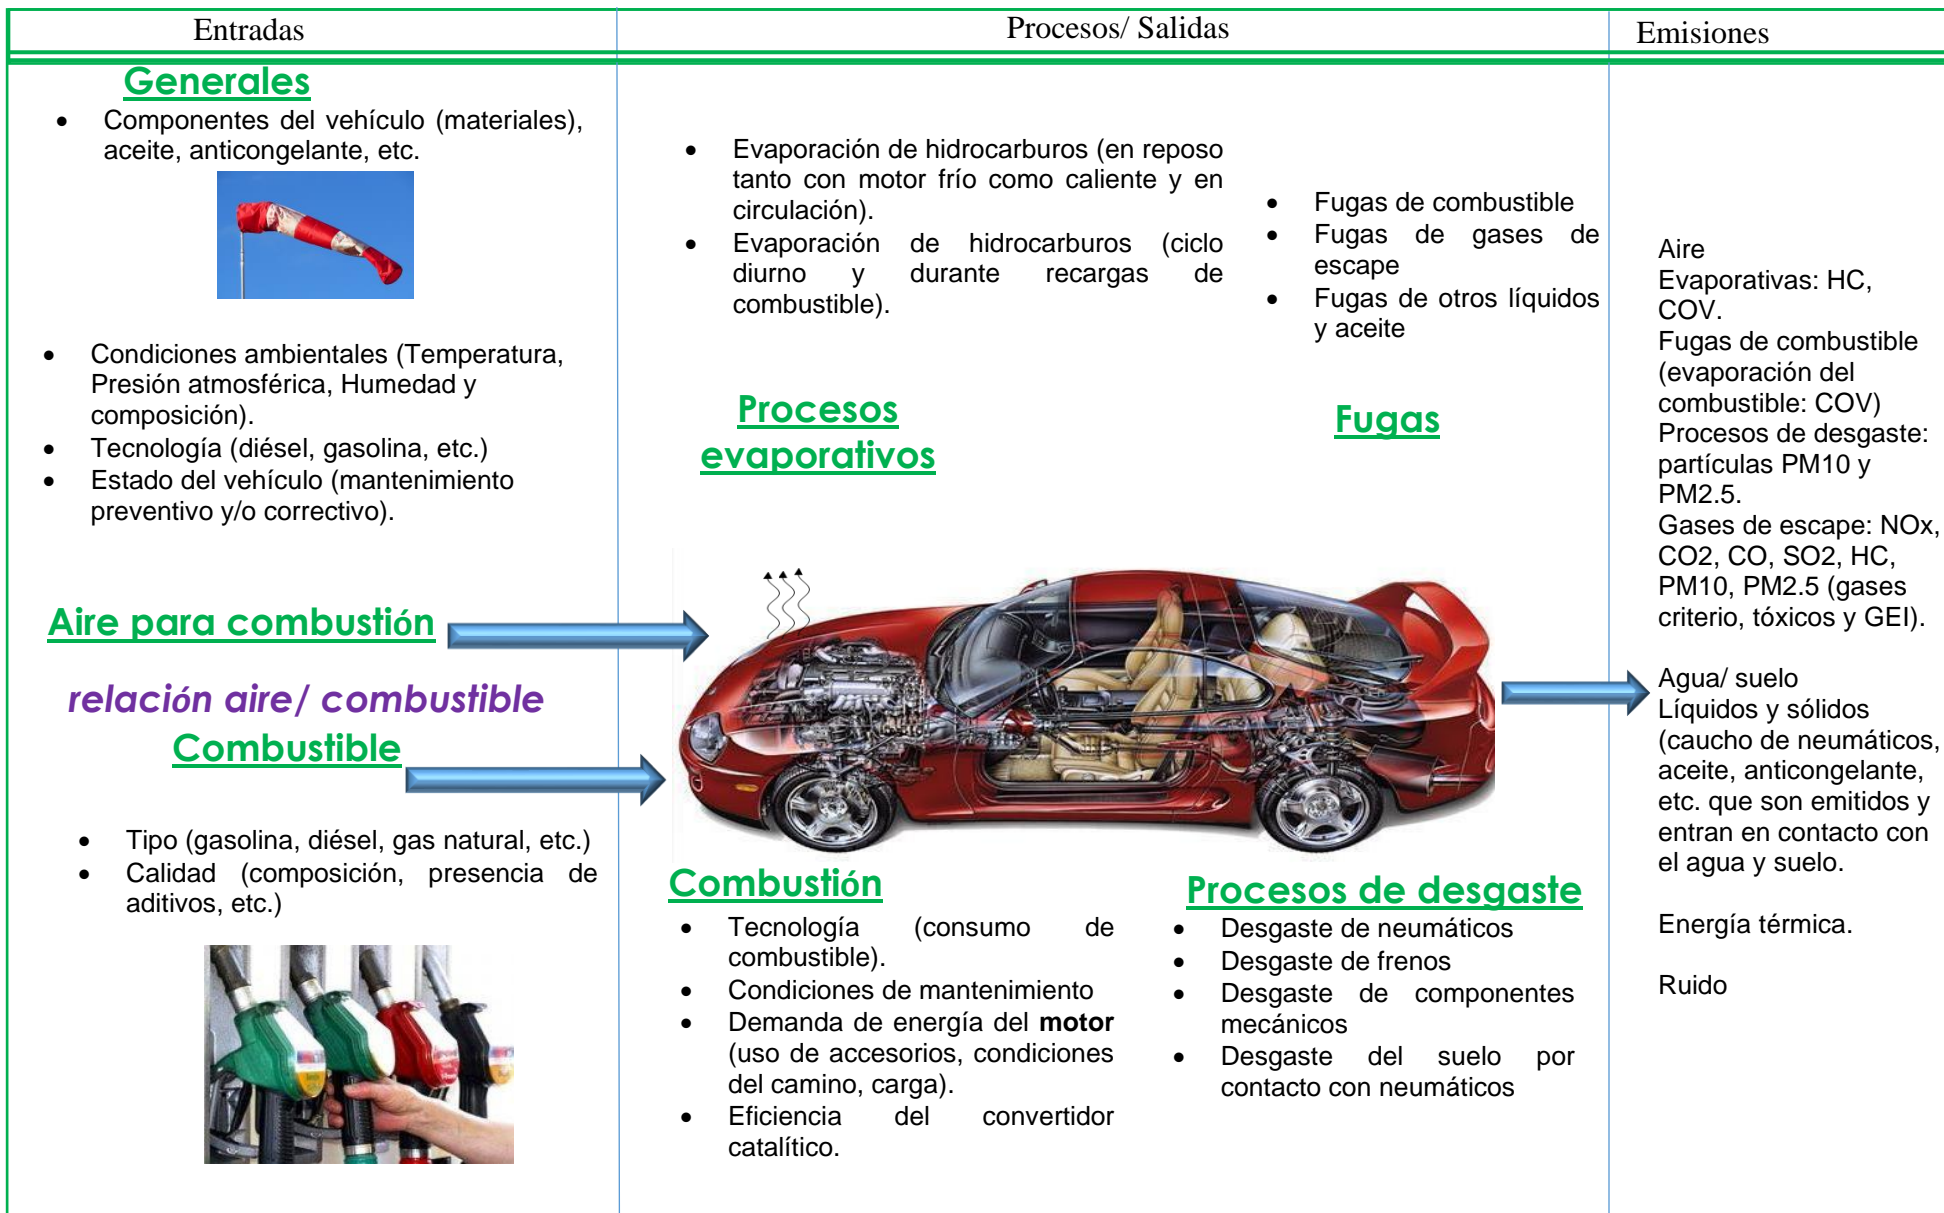 Entradas
Procesos/ Salidas
Emisiones
Generales
• Componentes del vehículo (materiales),
aceite, anticongelante, etc.
• Condiciones ambientales (Temperatura,
Presión atmosférica, Humedad y
composición).
• Tecnología (diésel, gasolina, etc.)
• Estado del vehículo (mantenimiento
preventivo y/o correctivo).
Aire para combustión
relación aire/ combustible
Combustible
• Tipo (gasolina, diésel, gas natural, etc.)
• Calidad (composición, presencia de
aditivos, etc.)
• Evaporación de hidrocarburos (en reposo
tanto con motor frío como caliente y en
circulación).
• Evaporación de hidrocarburos (ciclo
diurno y durante recargas de
combustible).
Procesos
evaporativos
• Fugas de combustible
• Fugas de gases de
escape
• Fugas de otros líquidos
y aceite
Fugas
Combustión
• Tecnología (consumo de
combustible).
• Condiciones de mantenimiento
• Demanda de energía del motor
(uso de accesorios, condiciones
del camino, carga).
• Eficiencia del convertidor
catalítico.
Procesos de desgaste
• Desgaste de neumáticos
• Desgaste de frenos
• Desgaste de componentes
mecánicos
• Desgaste del suelo por
contacto con neumáticos
Aire
Evaporativas: HC,
COV.
Fugas de combustible
(evaporación del
combustible: COV)
Procesos de desgaste:
partículas PM10 y
PM2.5.
Gases de escape: NOx,
CO2, CO, SO2, HC,
PM10, PM2.5 (gases
criterio, tóxicos y GEI).
Agua/ suelo
Líquidos y sólidos
(caucho de neumáticos,
aceite, anticongelante,
etc. que son emitidos y
entran en contacto con
el agua y suelo.
Energía térmica.
Ruido